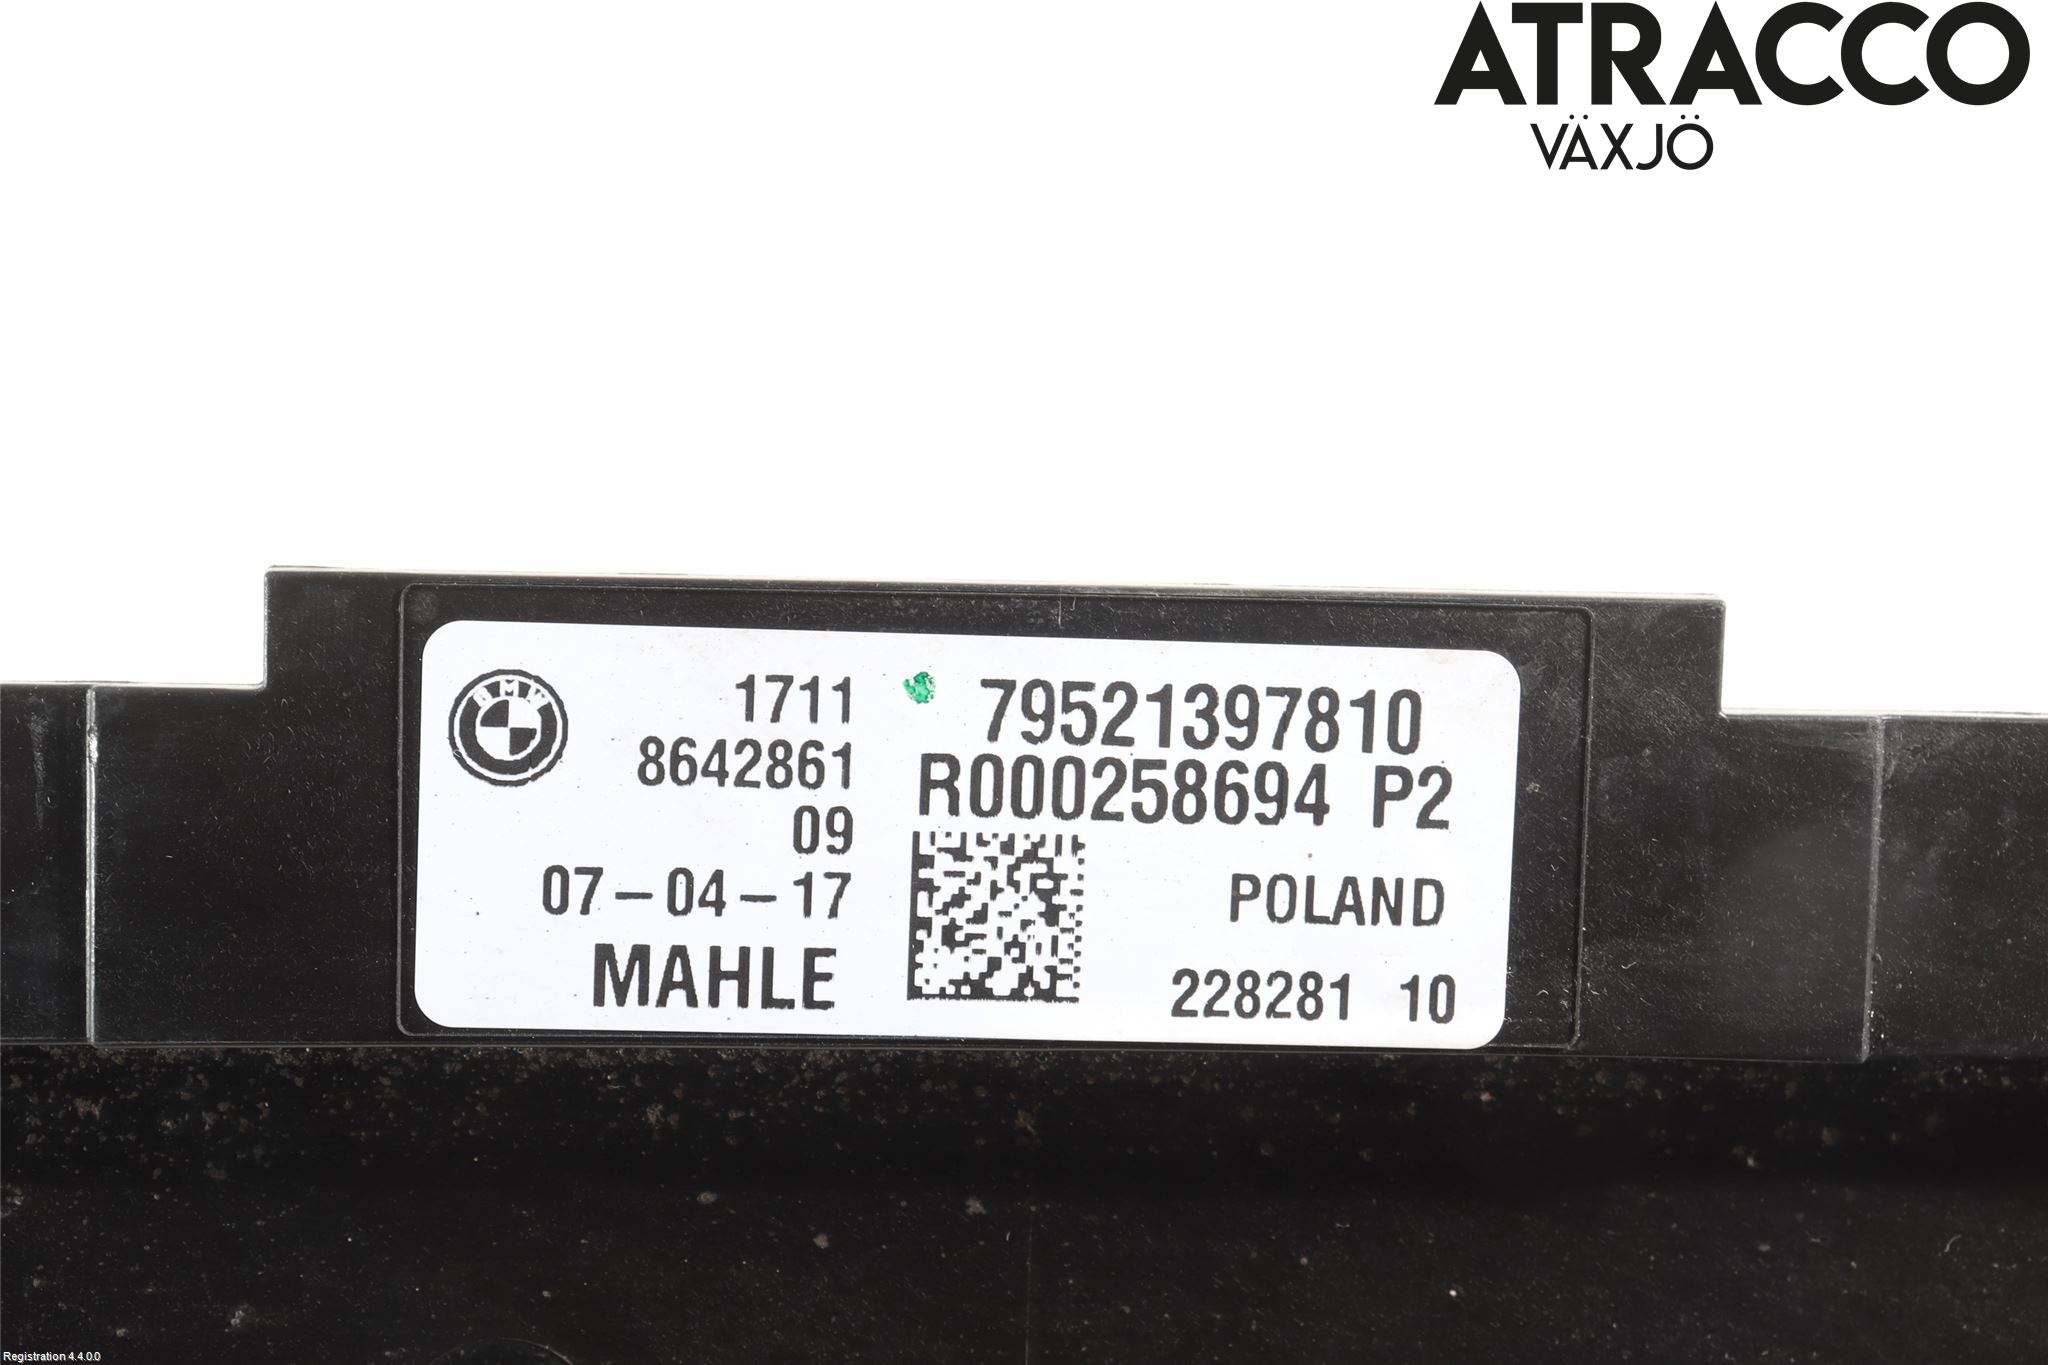 ATRACCO
VÄXJÖ
BMW
1711
8642861
09
07-04-17
MAHLE
79521397810
R000258694 P2
POLAND
228281 10
Registration 4.4.0.0